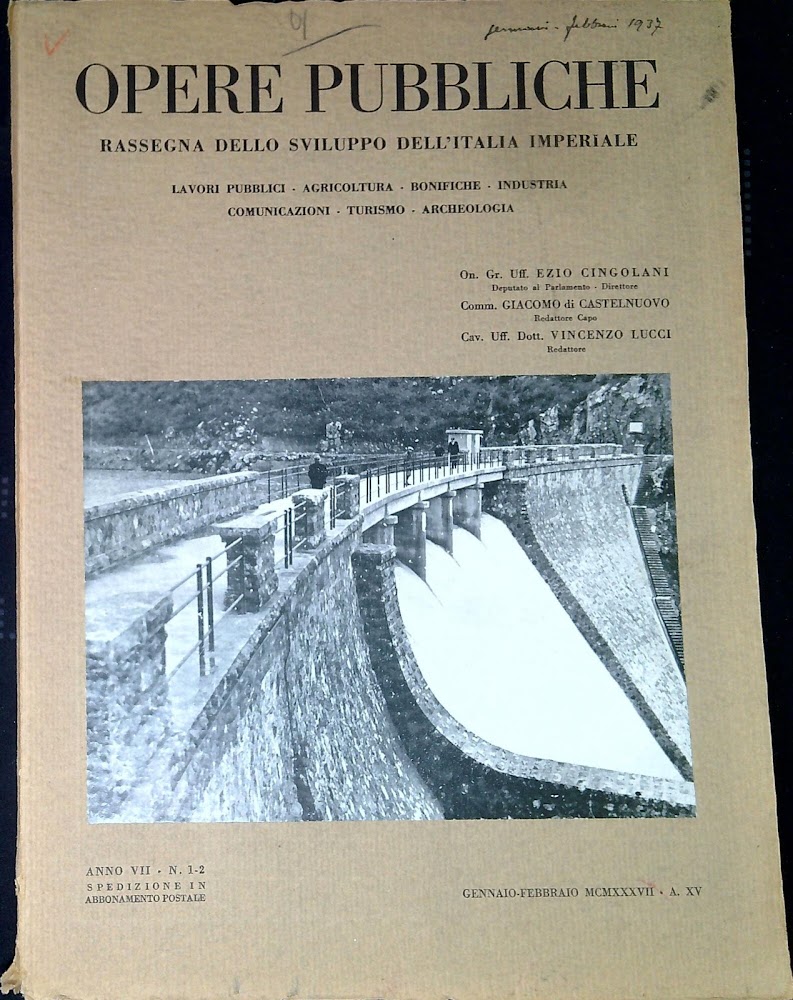 gennaio-febbraio 1937
OPERE PUBBLICHE
RASSEGNA DELLO SVILUPPO DELL'ITALIA IMPERIALE
LAVORI PUBBLICI - AGRICOLTURA - BONIFICHE - INDUSTRIA
COMUNICAZIONI - TURISMO - ARCHEOLOGIA
On. Gr. Uff. EZIO CINGOLANI
Deputato al Parlamento - Direttore
Comm. GIACOMO di CASTELNUOVO
Redattore Capo
Cav. Uff. Dott. VINCENZO LUCCI
Redattore
ANNO VII - N. 1-2
SPEDIZIONE IN
ABBONAMENTO POSTALE
GENNAIO-FEBBRAIO MCMXXXVII - A. XV